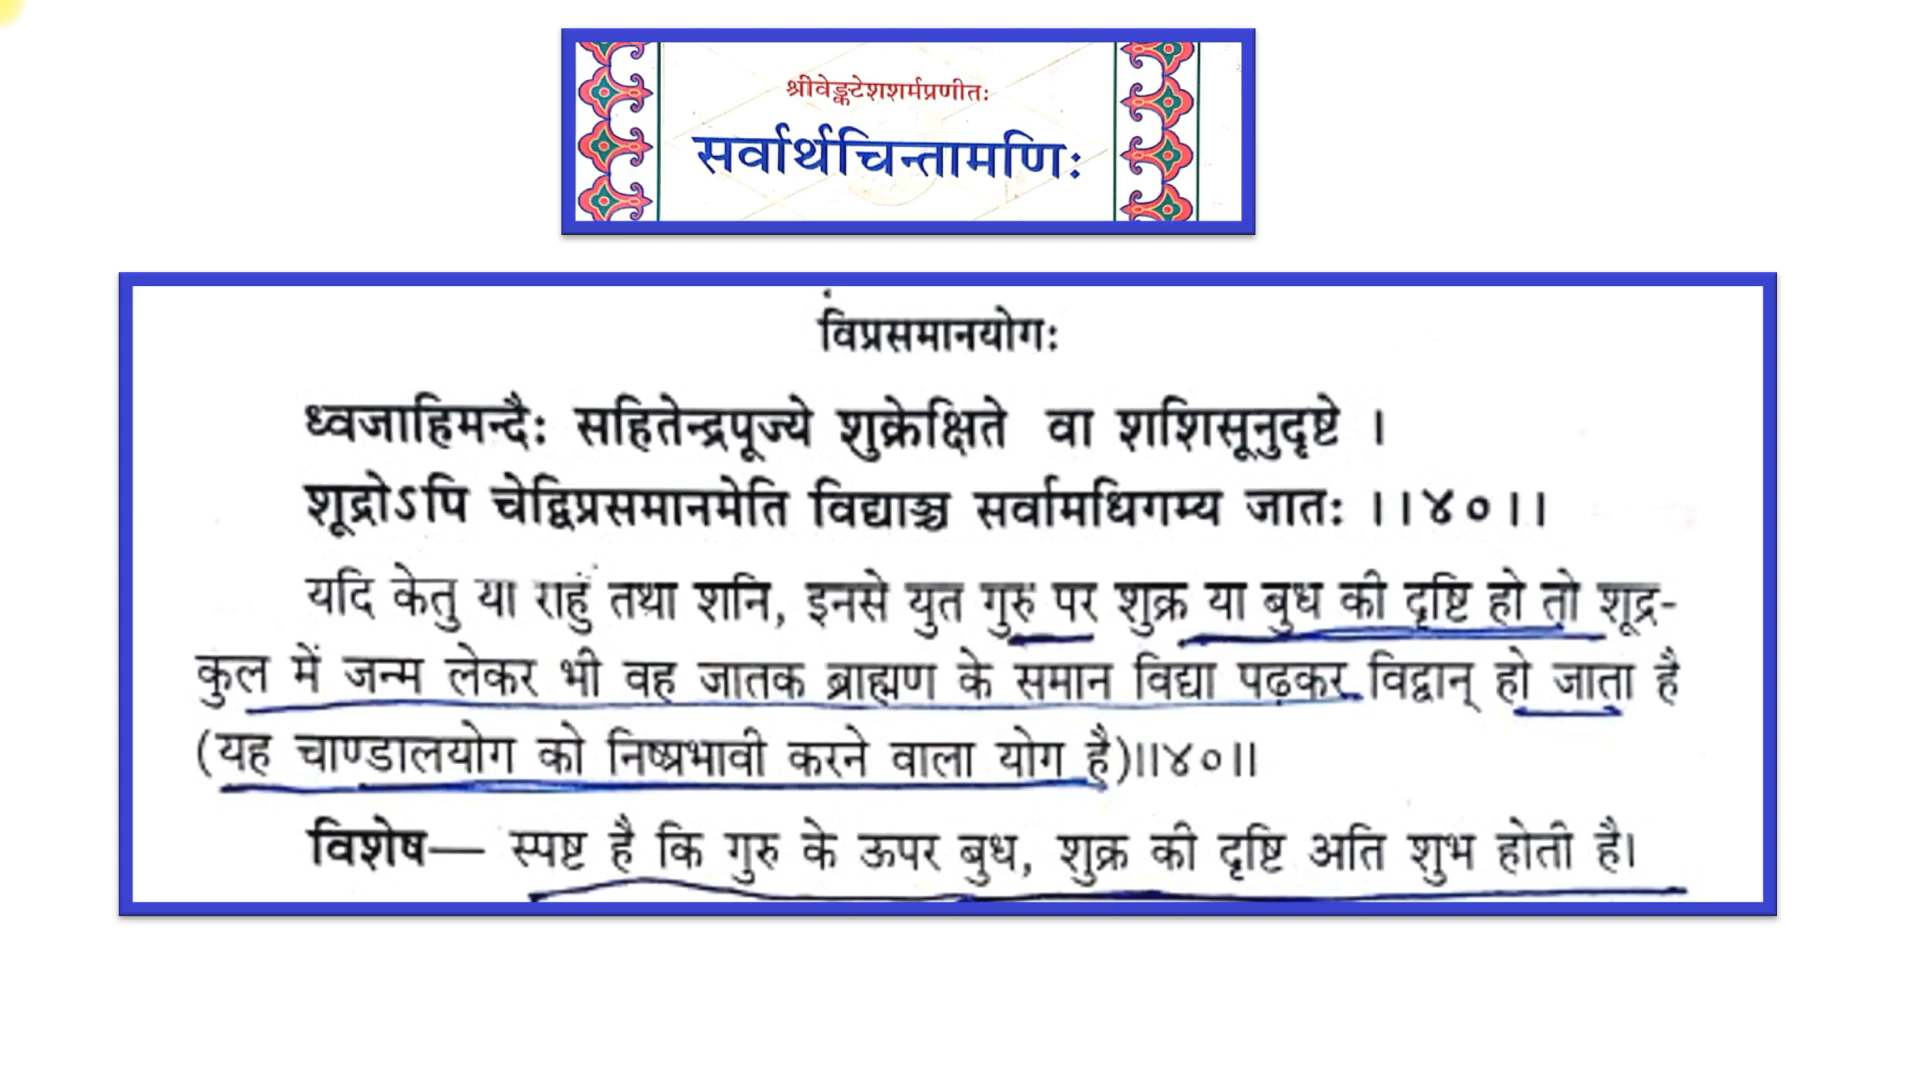 श्रीवेङ्कटेशशर्मप्रणीतः
सर्वार्थचिन्तामणिः
विप्रसमानयोगः
ध्वजाहिमन्दैः सहितेन्द्रपूज्ये शुक्रेक्षिते वा शशिसूनुदृष्टे ।
शूद्रोऽपि चेद्विप्रसमानमेति विद्याञ्च सर्वामधिगम्य जातः ।।४०।।
यदि केतु या राहु तथा शनि, इनसे युत गुरु पर शुक्र या बुध की दृष्टि हो तो शूद्र-
कुल में जन्म लेकर भी वह जातक ब्राह्मण के समान विद्या पढ़कर विद्वान् हो जाता है
(यह चाण्डालयोग को निष्प्रभावी करने वाला योग है)।।४०।।
विशेष— स्पष्ट है कि गुरु के ऊपर बुध, शुक्र की दृष्टि अति शुभ होती है।